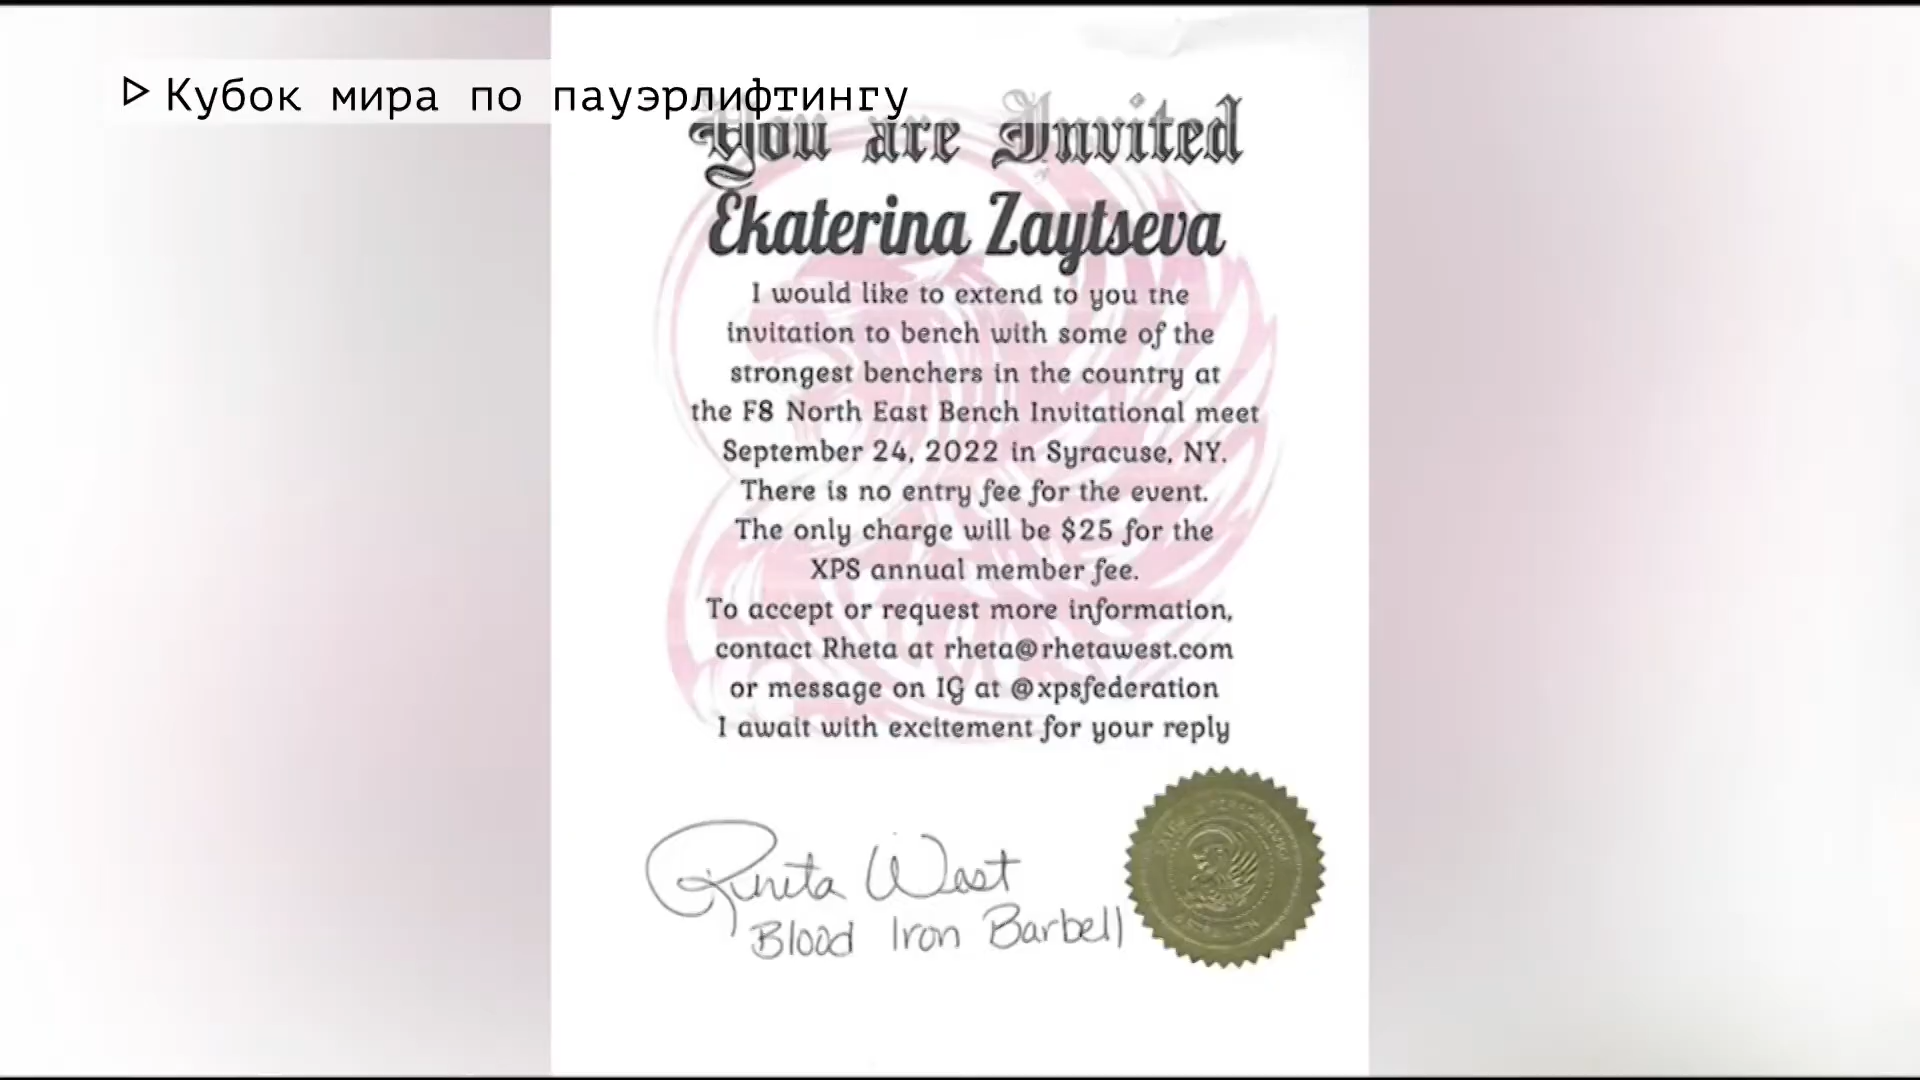 Кубок мира по пауэрлифтингу
You are Invited
Ekaterina Zaytseva
I would like to extend to you the
invitation to bench with some of the
strongest benchers in the country at
the F8 North East Bench Invitational meet
September 24, 2022 in Syracuse, NY.
There is no entry fee for the event.
The only charge will be $25 for the
XPS annual member fee.
To accept or request more information,
contact Rheta at rheta@rhetawest.com
or message on IG at @xpsfederation
I await with excitement for your reply
Rheta West
Blood Iron Barbell